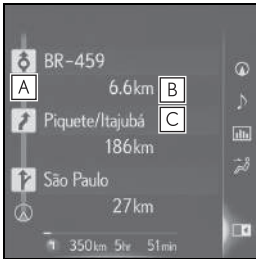 BR-459
A
6.6km B
Piquete/Itajubá C
186km
São Paulo
27km
350km 5hr 51min